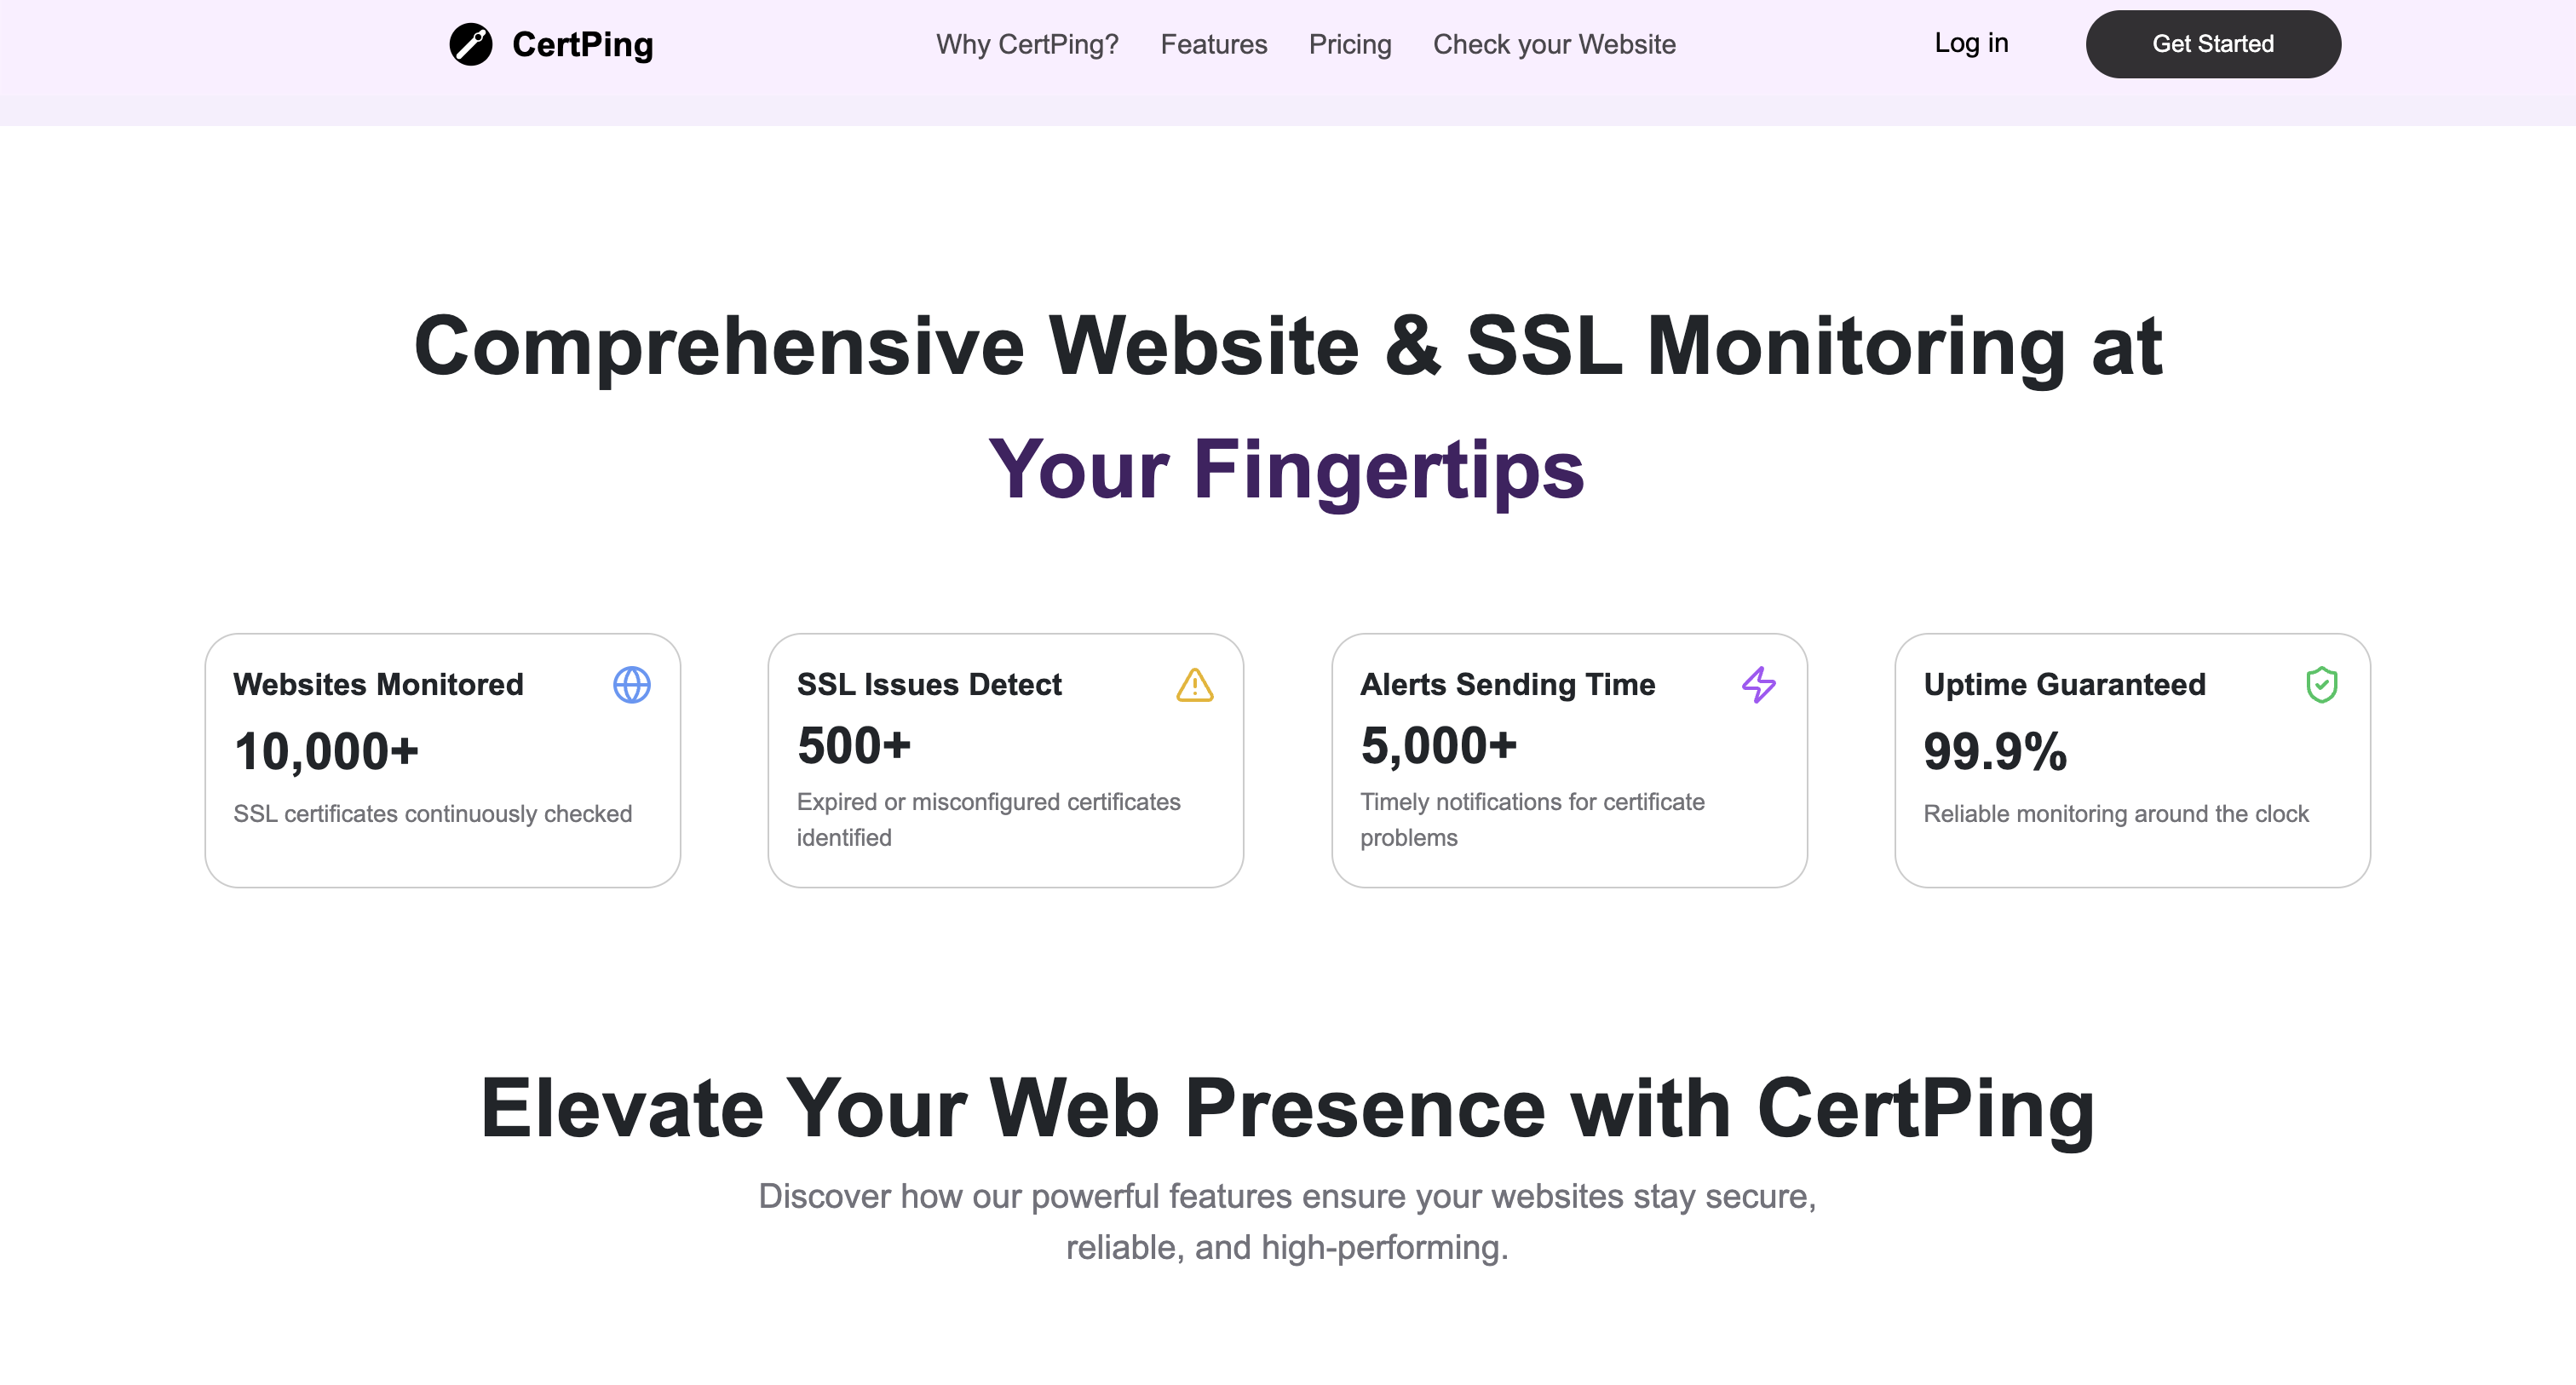 CertPing
Why CertPing? Features Pricing Check your Website
Log in
Get Started
Comprehensive Website & SSL Monitoring at
Your Fingertips
Websites Monitored
10,000+
SSL certificates continuously checked
SSL Issues Detect
500+
Expired or misconfigured certificates
identified
Alerts Sending Time
5,000+
Timely notifications for certificate
problems
Uptime Guaranteed
99.9%
Reliable monitoring around the clock
Elevate Your Web Presence with CertPing
Discover how our powerful features ensure your websites stay secure,
reliable, and high-performing.